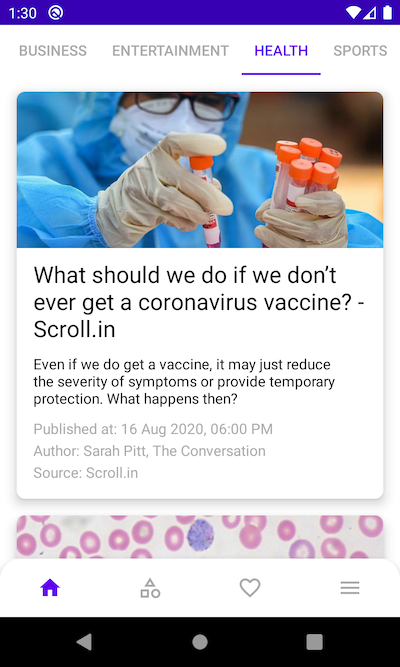 1:30
BUSINESS ENTERTAINMENT HEALTH SPORTS
What should we do if we don’t
ever get a coronavirus vaccine? -
Scroll.in
Even if we do get a vaccine, it may just reduce
the severity of symptoms or provide temporary
protection. What happens then?
Published at: 16 Aug 2020, 06:00 PM
Author: Sarah Pitt, The Conversation
Source: Scroll.in